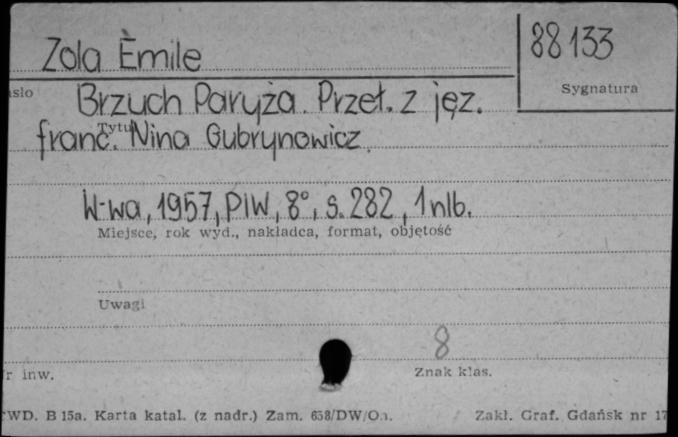 Zola Èmile
88133
Sygnatura
Brzuch Paryża. Przeł. z jęz.
Tytuł
franc. Nina Gubrynowicz.
W-wa, 1957, PIW, 8°, s. 282, 1 nlb.
Miejsce, rok wyd., nakładca, format, objętość
Uwagi
8
inw.
Znak klas.
WD. B 15a. Karta katal. (z nadr.) Zam. 658/DW/
Zakł. Graf. Gdańsk nr 17